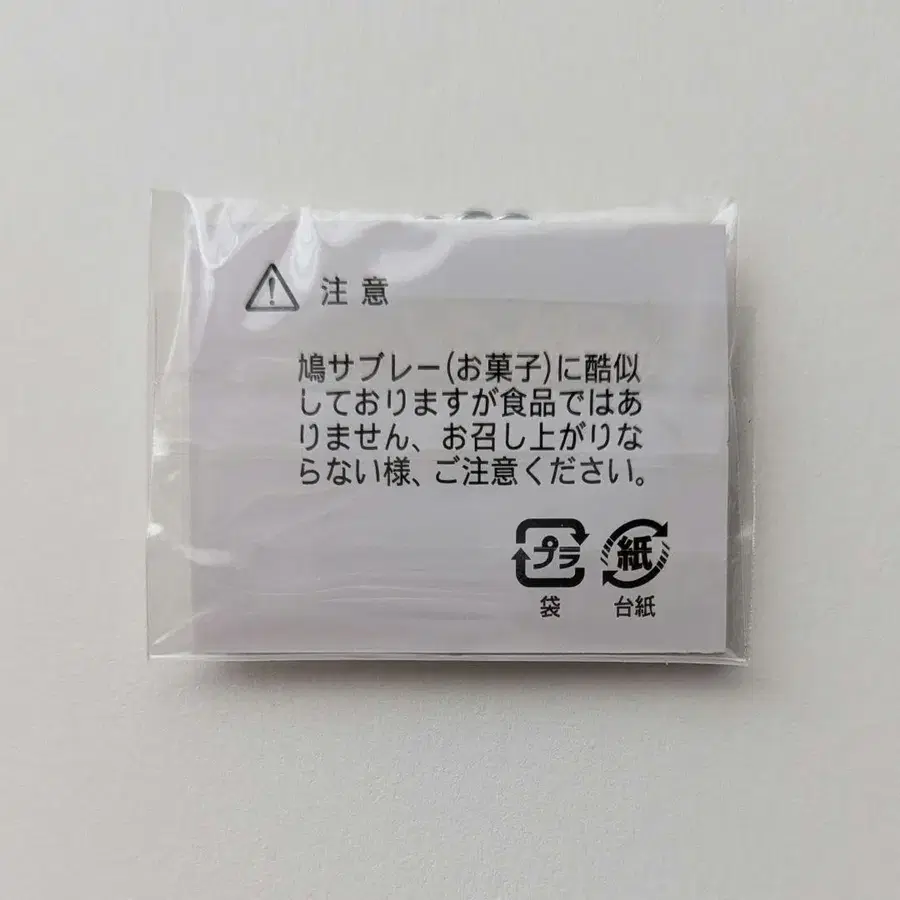 注意
鳩サブレー(お菓子)に酷似
しておりますが食品ではあ
りません、お召し上がりな
らない様、ご注意ください。
プラ 紙
袋 台紙